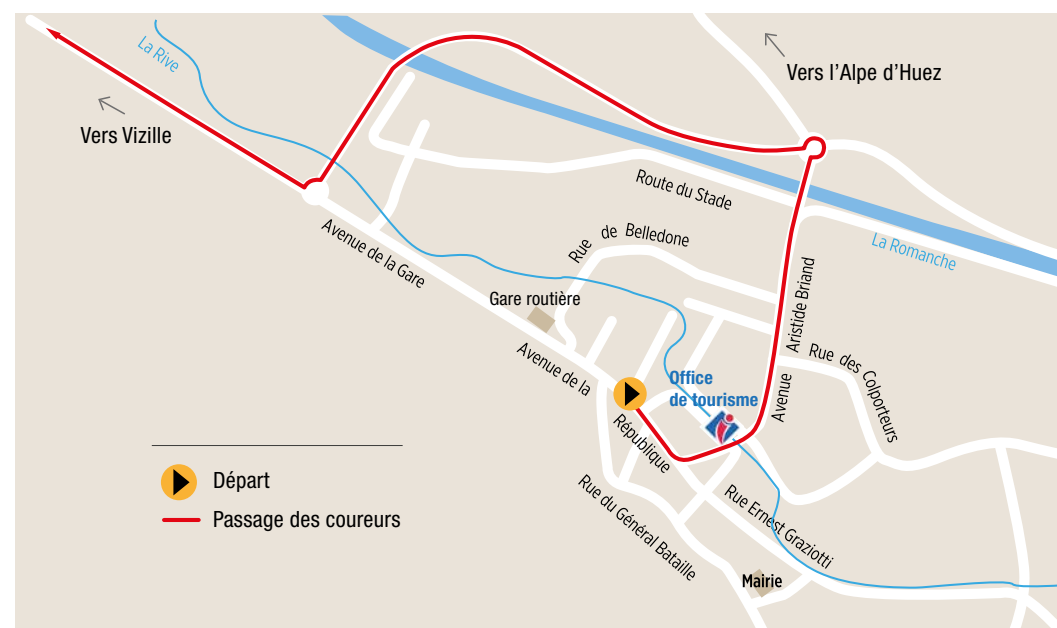 La Rive
Vers l'Alpe d'Huez
Vers Vizille
Route du Stade
Avenue de la Gare
Rue de Belledone
La Romanche
Gare routière
Avenue Aristide Briand
Avenue de la République
Rue des Colporteurs
Office
de tourisme
Départ
Passage des coureurs
Rue du Général Bataille
Rue Ernest Graziotti
Mairie